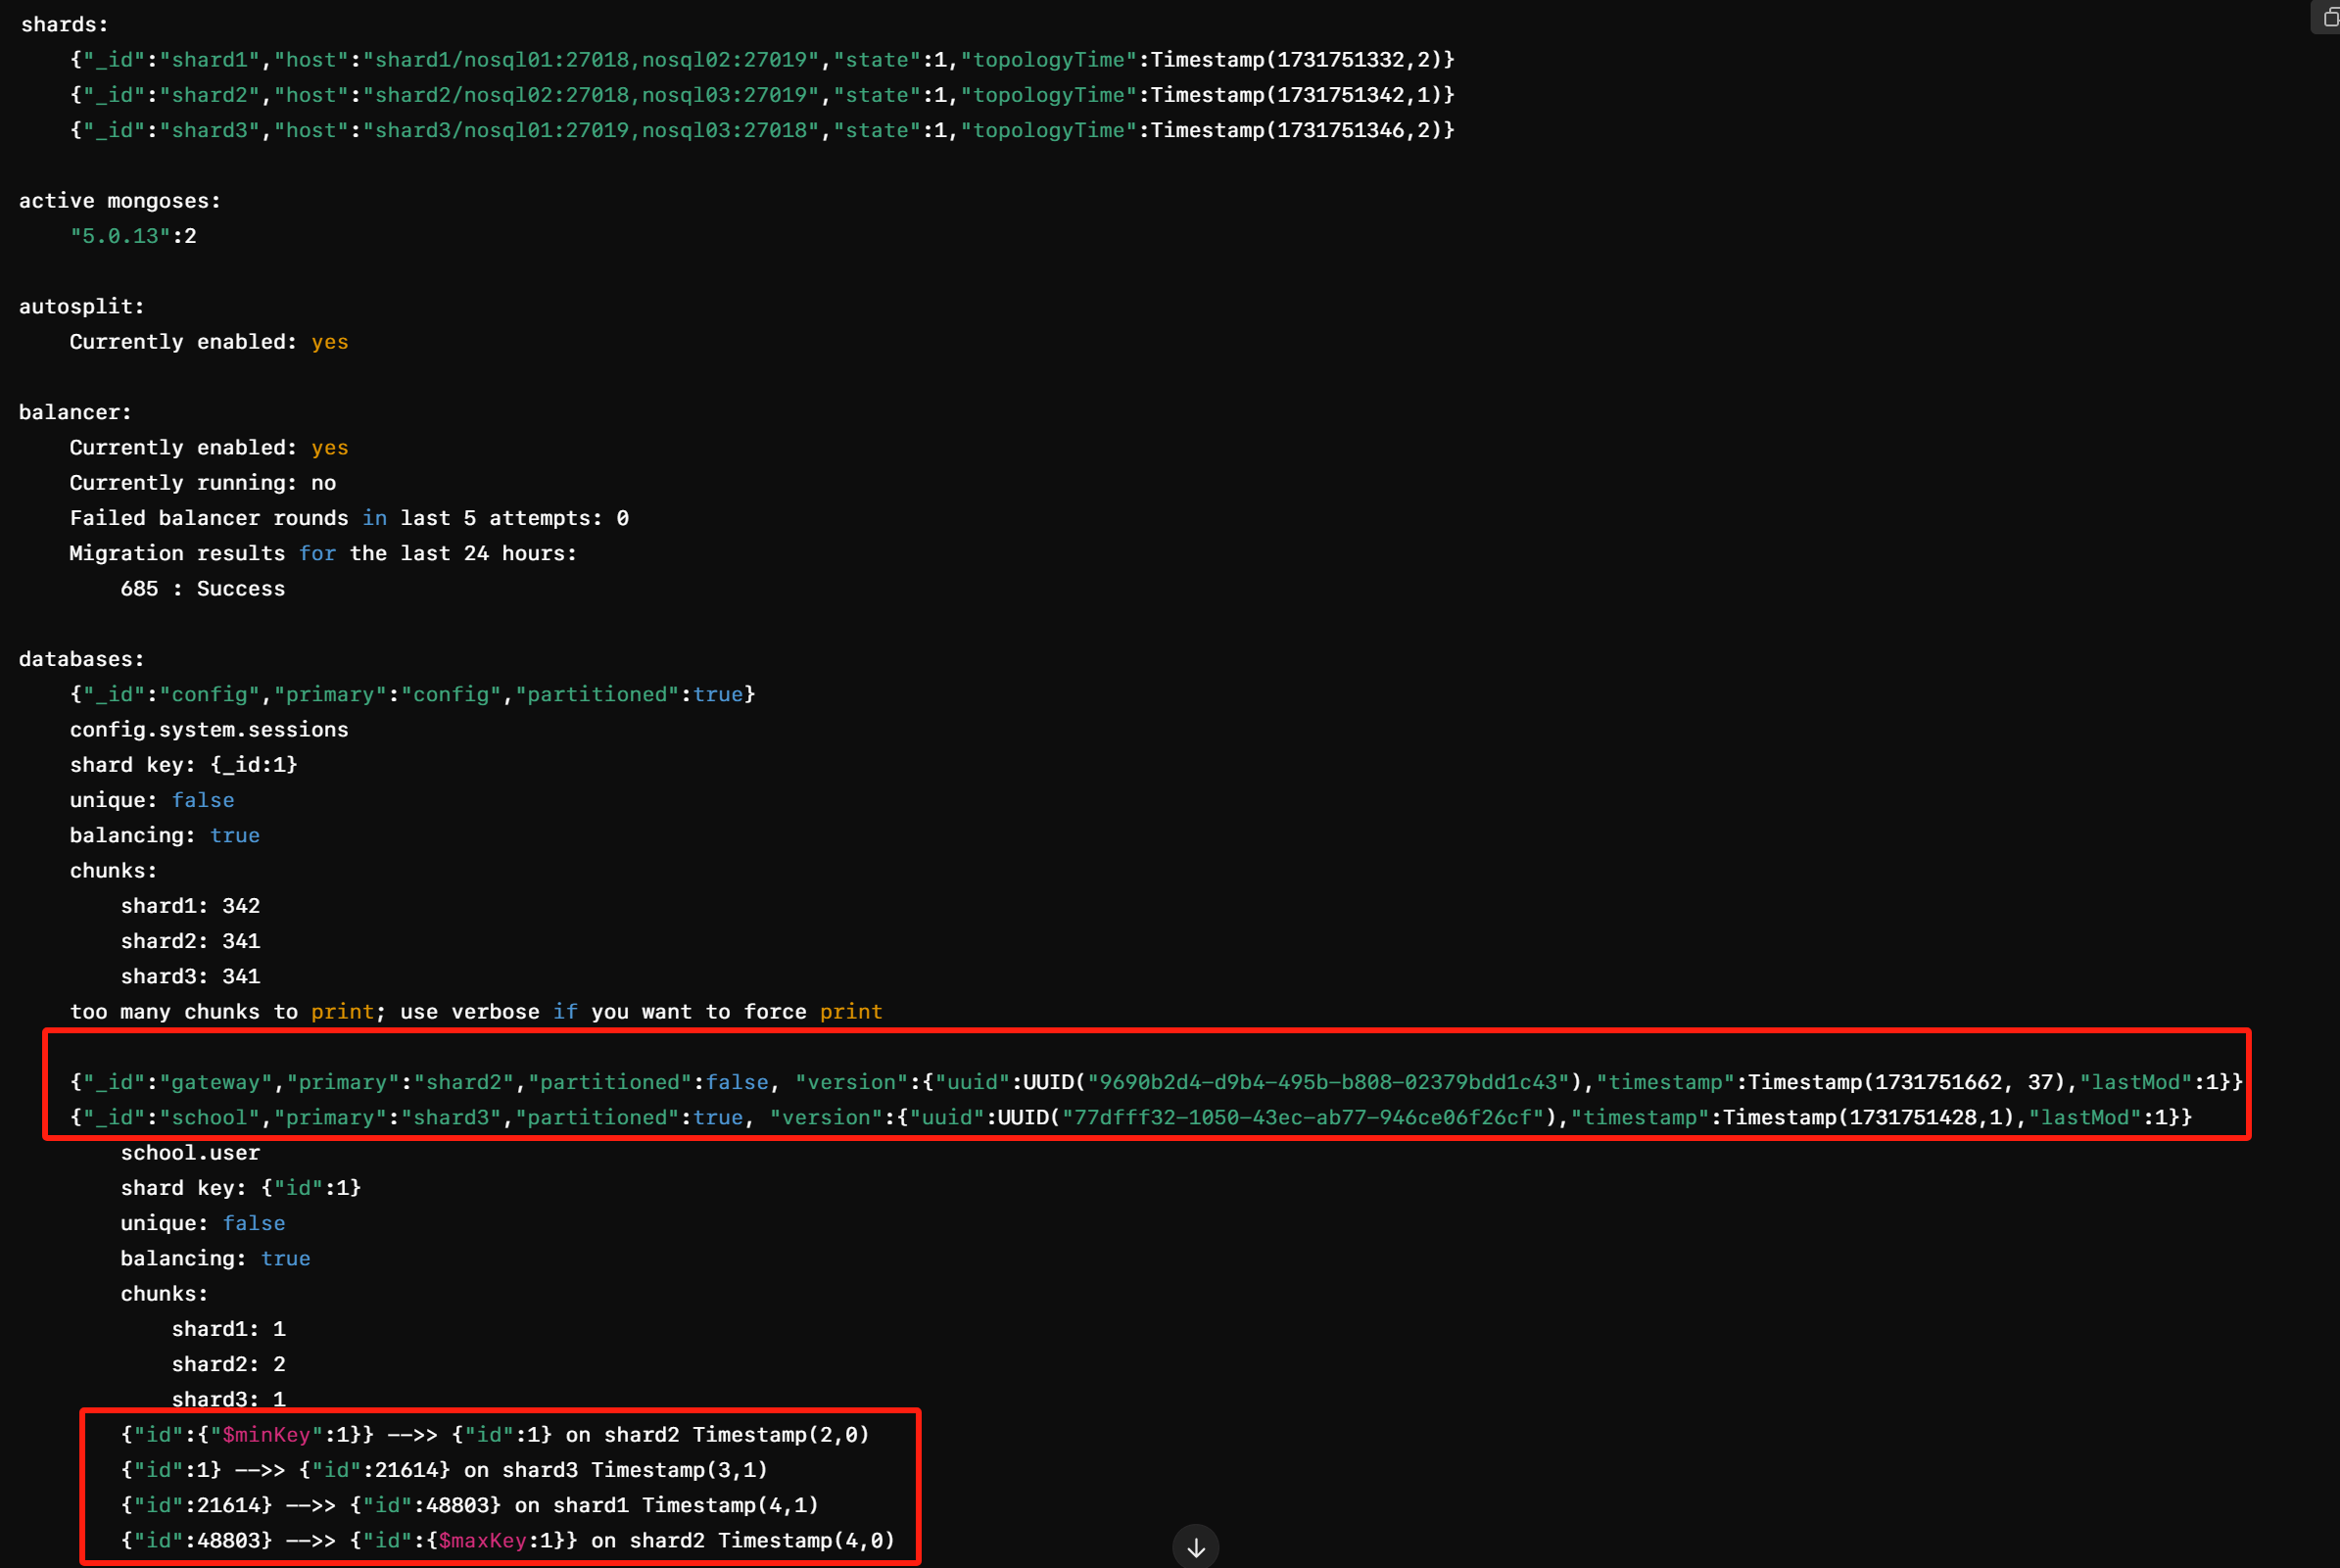 shards:
{"_id":"shard1","host":"shard1/nosql01:27018,nosql02:27019","state":1,"topologyTime":Timestamp(1731751332,2)}
{"_id":"shard2","host":"shard2/nosql02:27018,nosql03:27019","state":1,"topologyTime":Timestamp(1731751342,1)}
{"_id":"shard3","host":"shard3/nosql01:27019,nosql03:27018","state":1,"topologyTime":Timestamp(1731751346,2)}
active mongoses:
"5.0.13":2
autosplit:
Currently enabled: yes
balancer:
Currently enabled: yes
Currently running: no
Failed balancer rounds in last 5 attempts: 0
Migration results for the last 24 hours:
685 : Success
databases:
{"_id":"config","primary":"config","partitioned":true}
config.system.sessions
shard key: {_id:1}
unique: false
balancing: true
chunks:
shard1: 342
shard2: 341
shard3: 341
too many chunks to print; use verbose if you want to force print
{"_id":"gateway","primary":"shard2","partitioned":false, "version":{"uuid":UUID("9690b2d4-d9b4-495b-b808-02379bdd1c43"),"timestamp":Timestamp(1731751662, 37),"lastMod":1}}
{"_id":"school","primary":"shard3","partitioned":true, "version":{"uuid":UUID("77dfff32-1050-43ec-ab77-946ce06f26cf"),"timestamp":Timestamp(1731751428,1),"lastMod":1}}
school.user
shard key: {"id":1}
unique: false
balancing: true
chunks:
shard1: 1
shard2: 2
shard3: 1
{"id":{"$minKey":1}} -->> {"id":1} on shard2 Timestamp(2,0)
{"id":1} -->> {"id":21614} on shard3 Timestamp(3,1)
{"id":21614} -->> {"id":48803} on shard1 Timestamp(4,1)
{"id":48803} -->> {"id":{$maxKey:1}} on shard2 Timestamp(4,0)